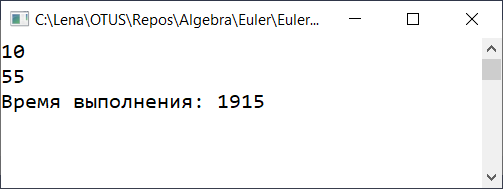 C:\Lena\OTUS\Repos\Algebra\Euler\Euler...
10
55
Время выполнения: 1915